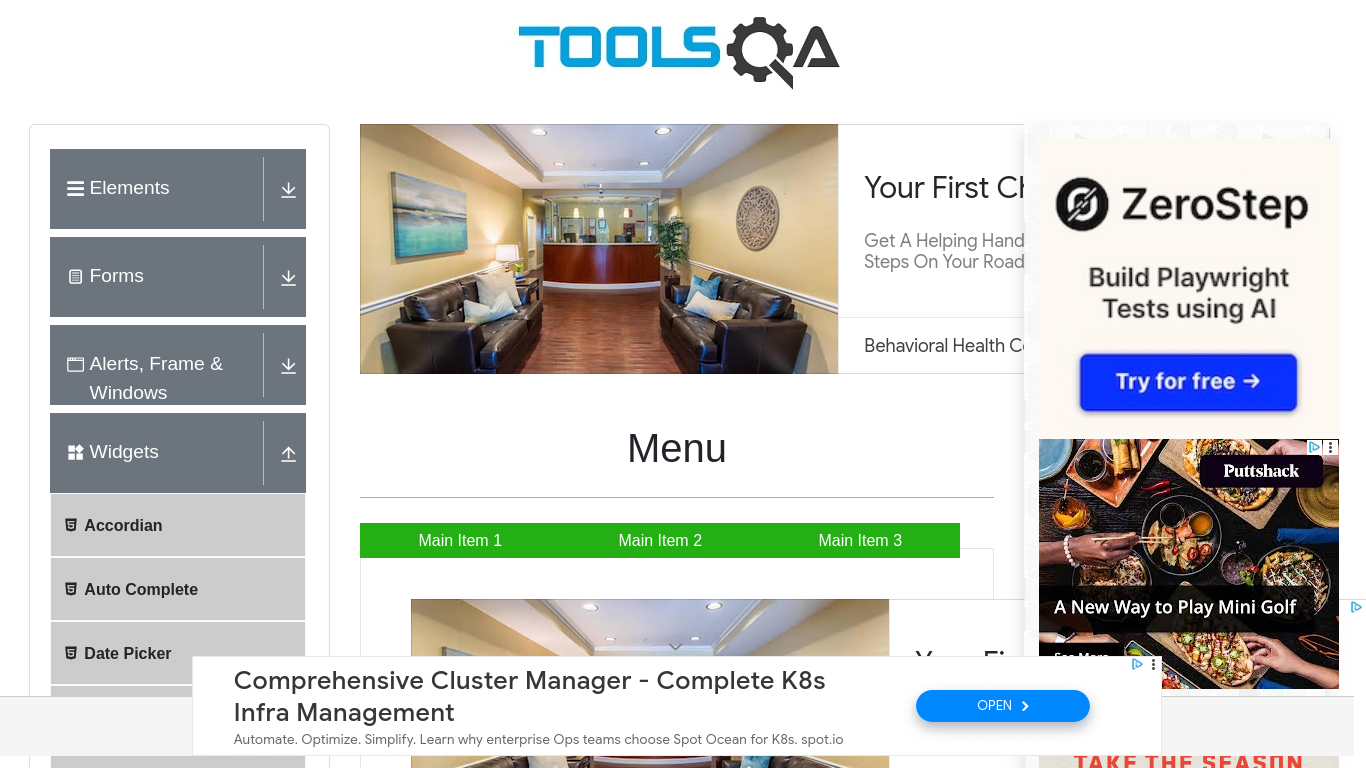 TOOLSQA
Elements
Forms
Alerts, Frame &
Windows
Widgets
Accordian
Auto Complete
Date Picker
Your First Ch
Get A Helping Hand
Steps On Your Road
Behavioral Health
ZeroStep
Build Playwright
Tests using AI
Try for free →
Menu
Main Item 1
Main Item 2
Main Item 3
Puttshack
A New Way to Play Mini Golf
See More
Comprehensive Cluster Manager - Complete K8s
Infra Management
Automate. Optimize. Simplify. Learn why enterprise Ops teams choose Spot Ocean for K8s. spot.io
OPEN
TAKE THE SEASON